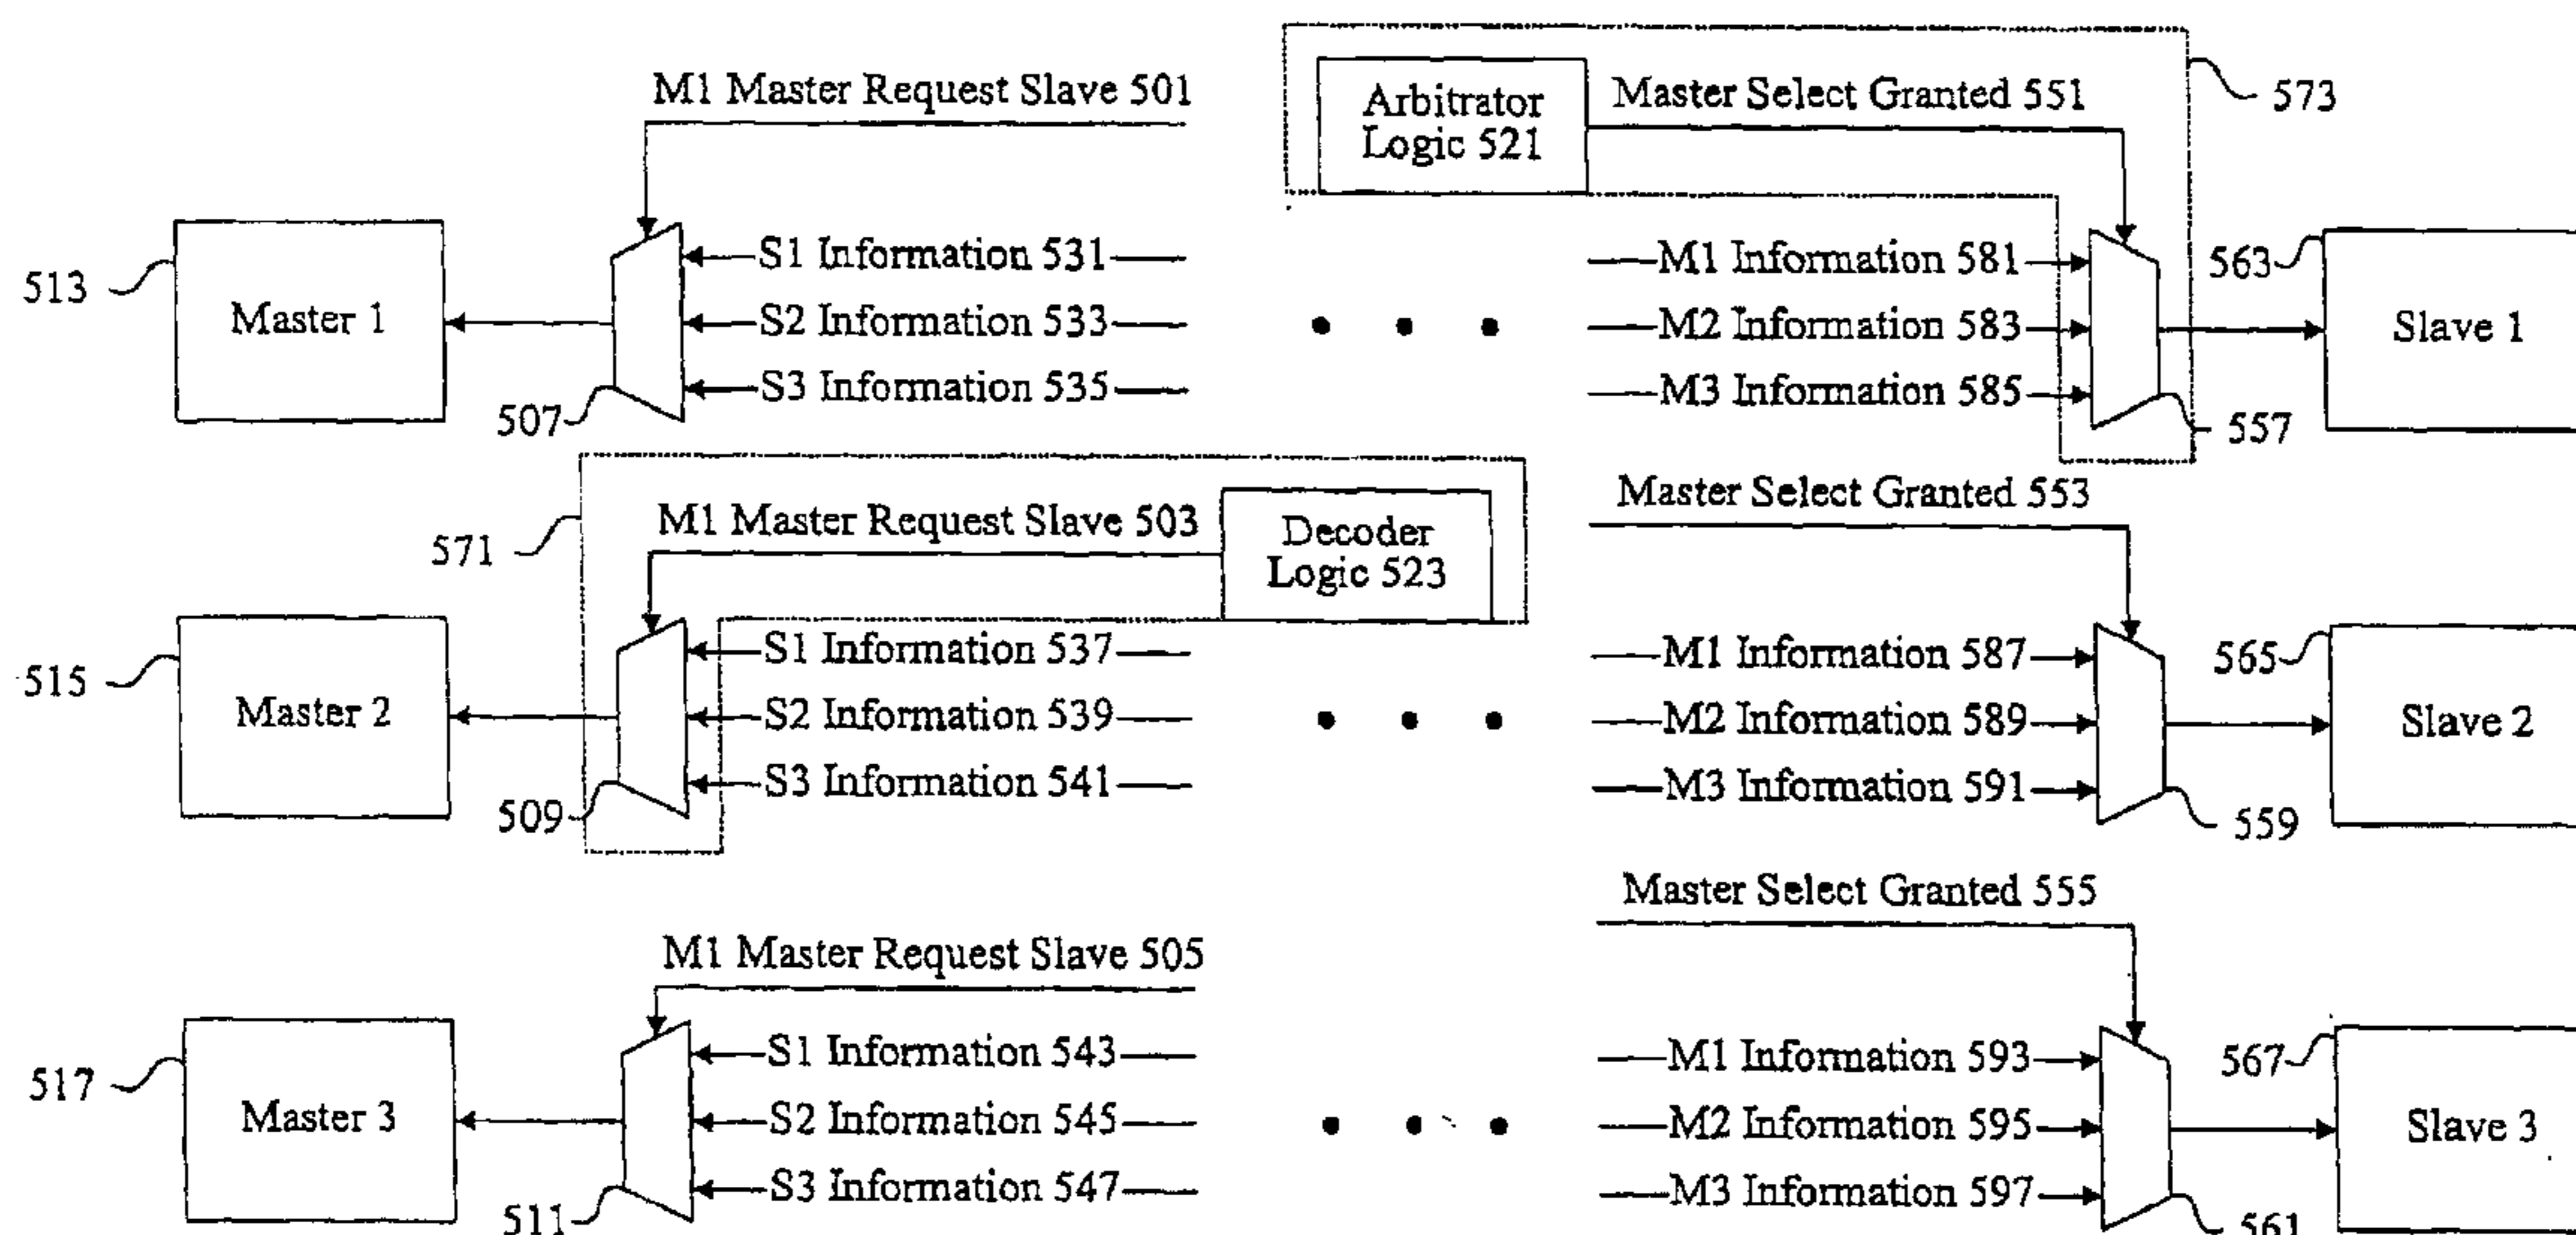 M1 Master Request Slave 501
Arbitrator
Logic 521
Master Select Granted 551
573
513
Master 1
S1 Information 531
S2 Information 533
S3 Information 535
507
M1 Information 581
M2 Information 583
M3 Information 585
557
563
Slave 1
571
M1 Master Request Slave 503
Decoder
Logic 523
Master Select Granted 553
515
Master 2
S1 Information 537
S2 Information 539
S3 Information 541
509
M1 Information 587
M2 Information 589
M3 Information 591
559
565
Slave 2
M1 Master Request Slave 505
Master Select Granted 555
517
Master 3
S1 Information 543
S2 Information 545
S3 Information 547
511
M1 Information 593
M2 Information 595
M3 Information 597
561
567
Slave 3